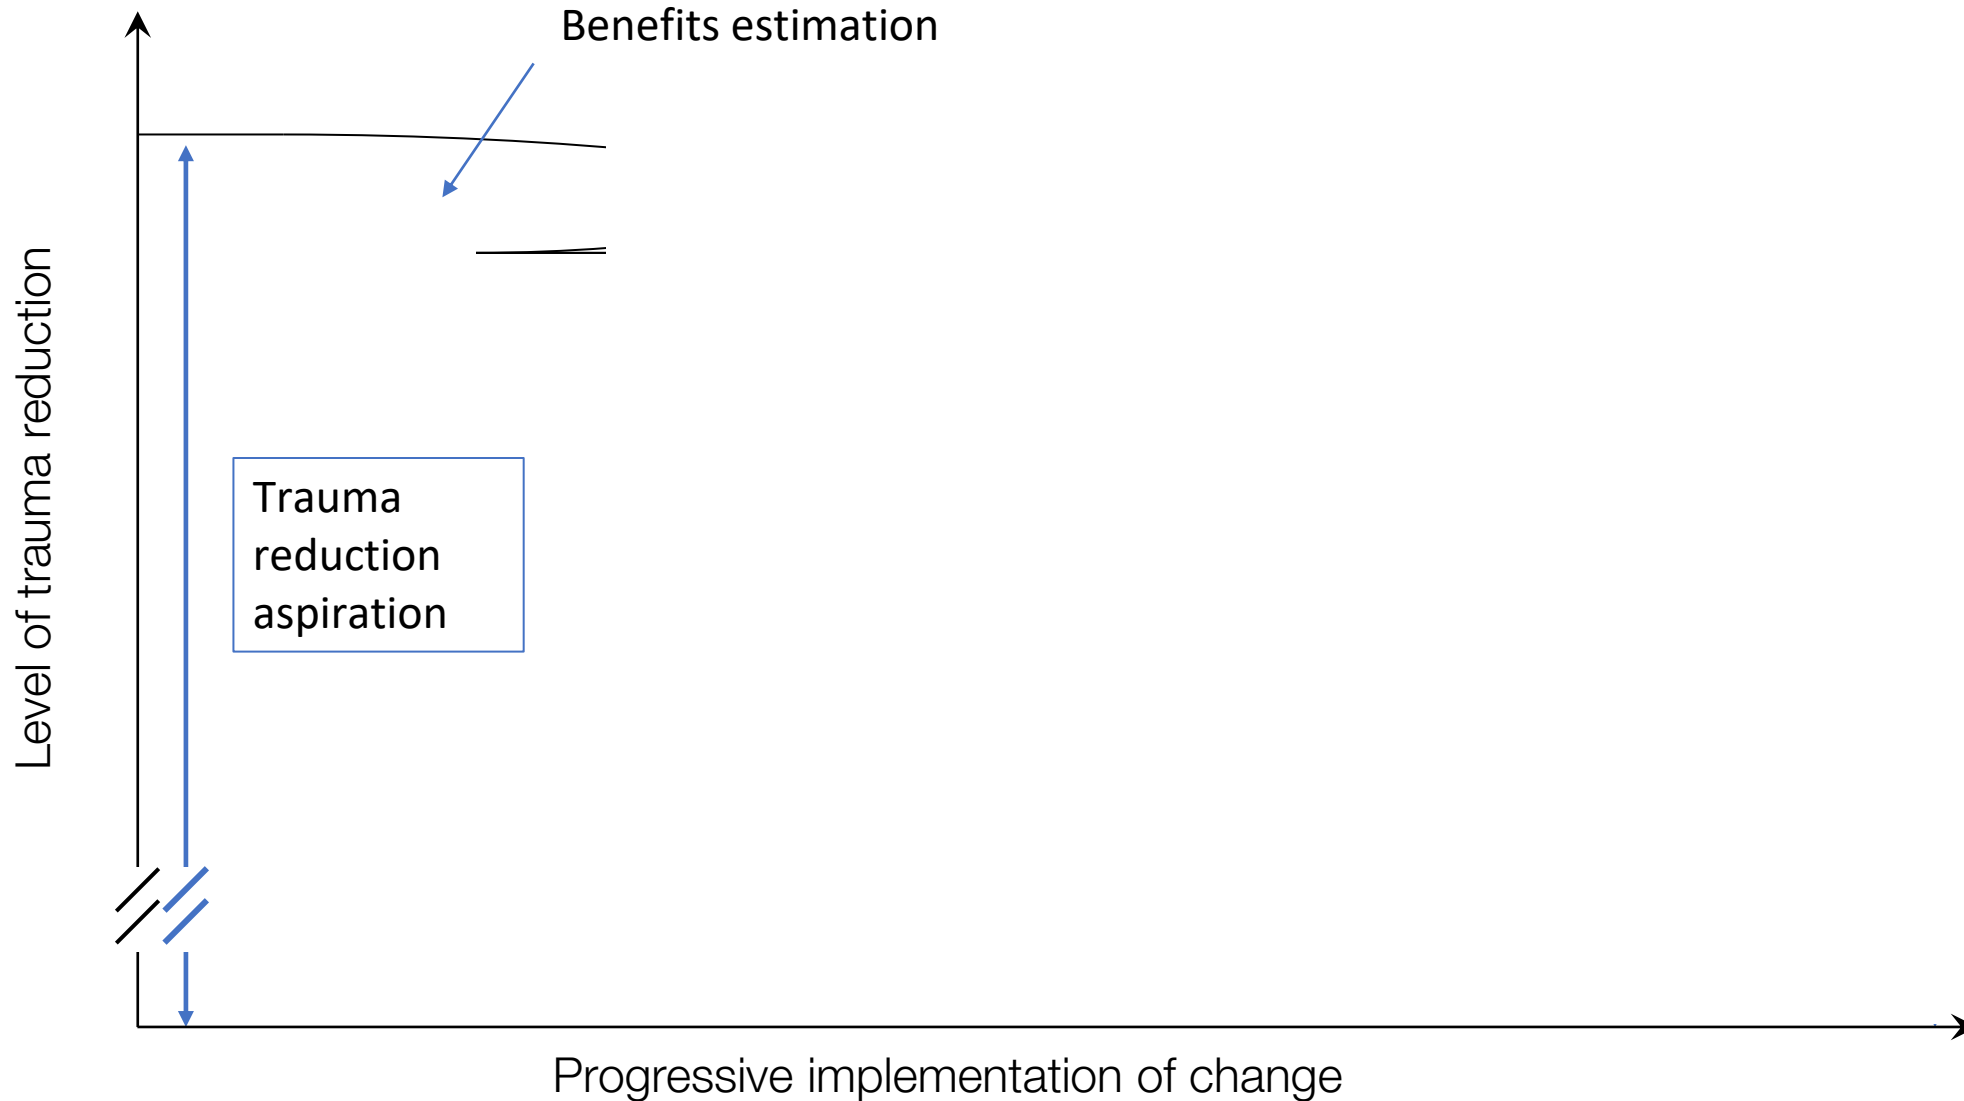 Benefits estimation
Level of trauma reduction
Trauma
reduction
aspiration
Progressive implementation of change